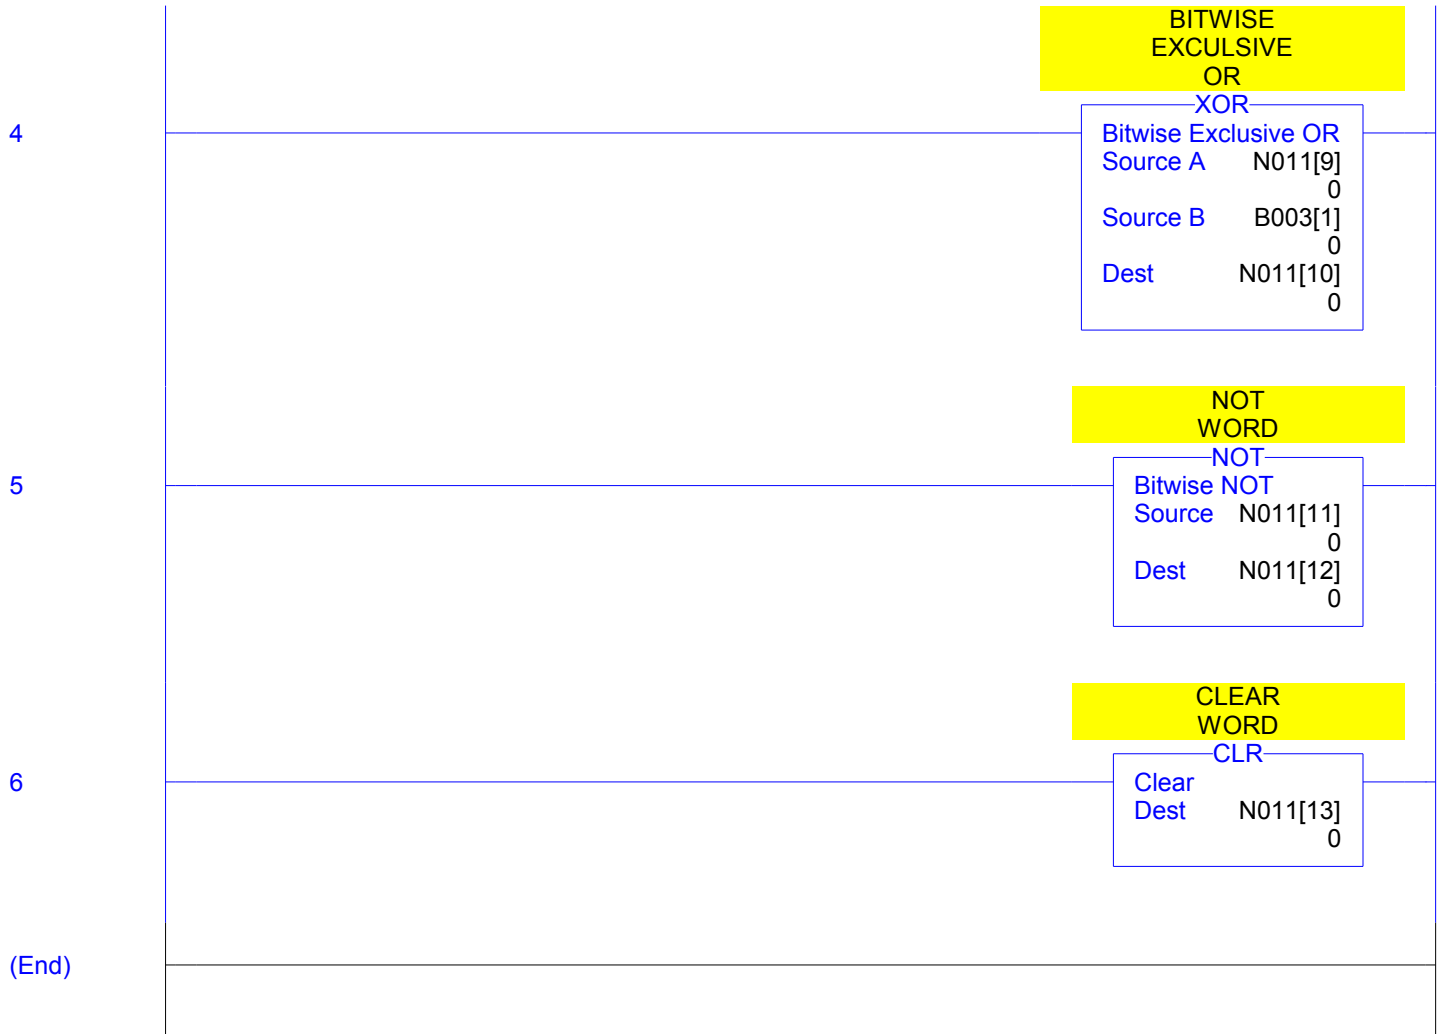 BITWISE
EXCULSIVE
OR
XOR
4
Bitwise Exclusive OR
Source A N011[9]
0
Source B B003[1]
0
Dest N011[10]
0
NOT
WORD
NOT
5
Bitwise NOT
Source N011[11]
0
Dest N011[12]
0
CLEAR
WORD
CLR
6
Clear
Dest N011[13]
0
(End)